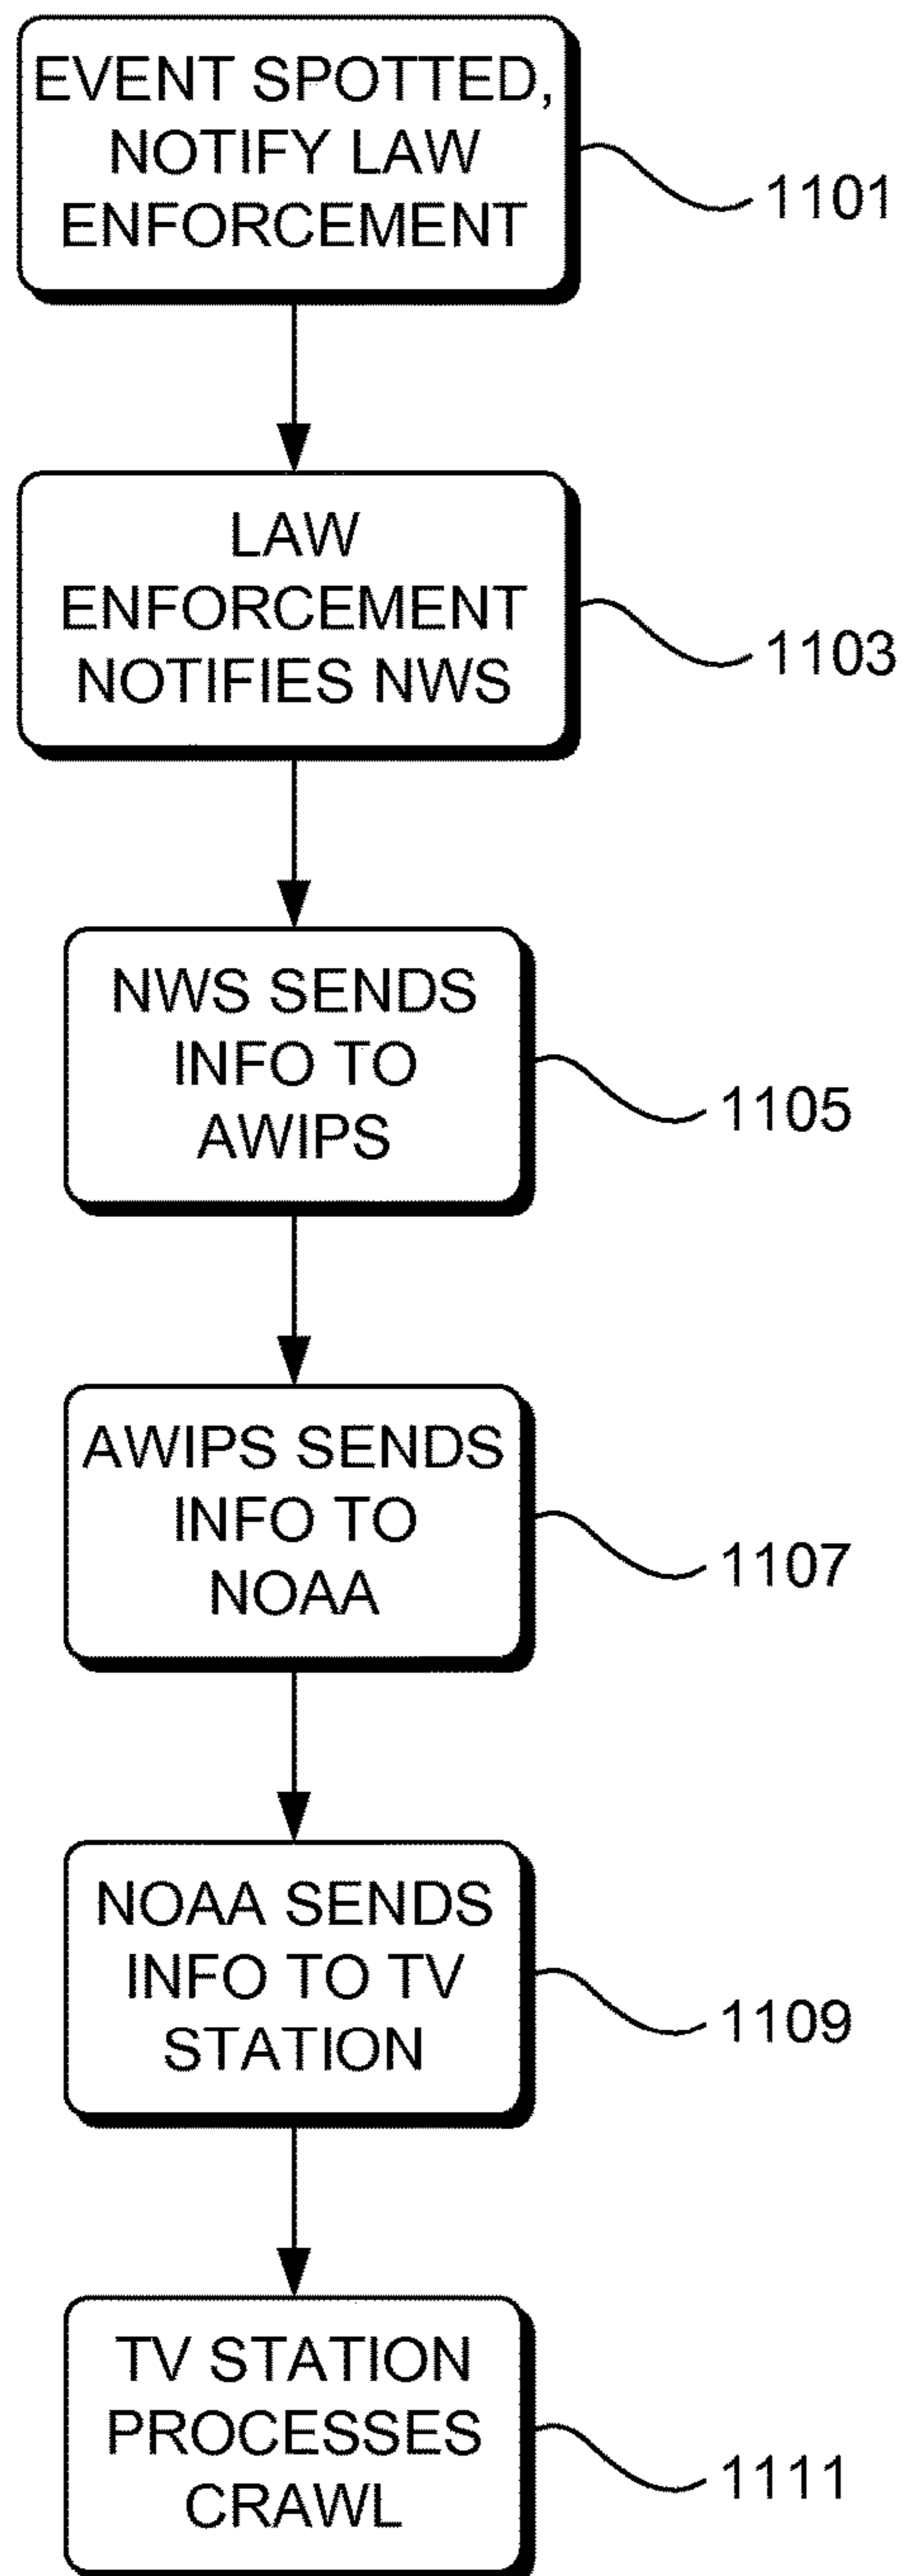 EVENT SPOTTED,
NOTIFY LAW
ENFORCEMENT
1101
LAW
ENFORCEMENT
NOTIFIES NWS
1103
NWS SENDS
INFO TO
AWIPS
1105
AWIPS SENDS
INFO TO
NOAA
1107
NOAA SENDS
INFO TO TV
STATION
1109
TV STATION
PROCESSES
CRAWL
1111